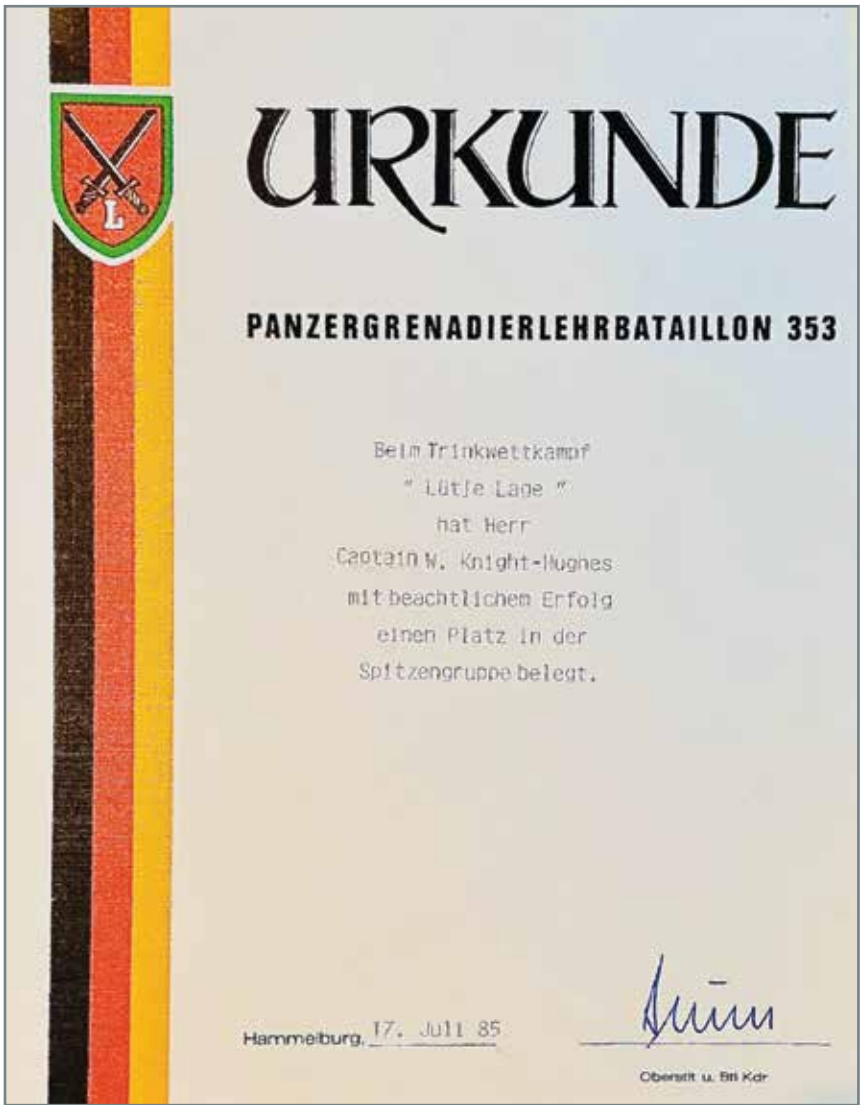 L
URKUNDE
PANZERGRENADIERLEHRBATAILLON 353
Beim Trinkwettkampf
" Lütje Lage "
hat Herr
Captain W. Knight-Hughes
mit beachtlichem Erfolg
einen Platz in der
Spitzengruppe belegt.
Hammelburg, 17. Juli 85
Oberstlt u. Btl Kdr